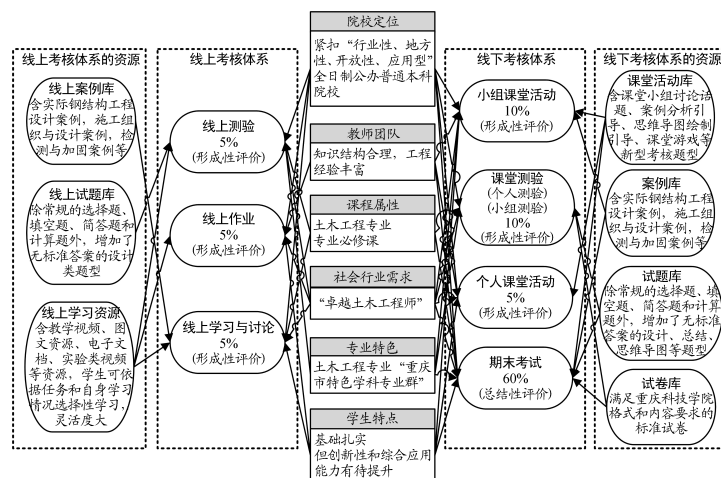 线上考核体系的资源
线上案例库
含实际钢结构工程
设计案例，施工组
织与设计案例，检
测与加固案例等
线上试题库
除常规的选择题、
填空题、简答题和
计算题外，增加了
无标准答案的设计
类题型
线上学习资源
含教学视频、图
文资源、电子文
档、实验类视频
等资源，学生可依
据任务和自身学习
情况选择性学习，
灵活度大
线上考核体系
线上测验
5%
(形成性评价)
线上作业
5%
(形成性评价)
线上学习与讨论
5%
(形成性评价)
院校定位
紧扣“行业性、地方
性、开放性、应用型”
全日制公办普通本科
院校
教师团队
知识结构合理，工程
经验丰富
课程属性
土木工程专业
专业必修课
社会行业需求
“卓越土木工程师”
专业特色
土木工程专业“重庆
市特色学科专业群”
学生特点
基础扎实
但创新性和综合应用
能力有待提升
线下考核体系
小组课堂活动
10%
(形成性评价)
课堂测验
(个人测验)
(小组测验)
10%
(形成性评价)
个人课堂活动
5%
(形成性评价)
期末考试
60%
(总结性评价)
线下考核体系的资源
课堂活动库
含课堂小组讨论话
题、案例分析引
导、思维导图绘制
引导、课堂游戏等
新型考核题型
案例库
含实际钢结构工程
设计案例，施工组
织与设计案例，检
测与加固案例等
试题库
除常规的选择题、填
空题、简答题和计算
题外，增加了无标准
答案的设计、总结、
思维导图等题型
试卷库
满足重庆科技学院
格式和内容要求的
标准试卷